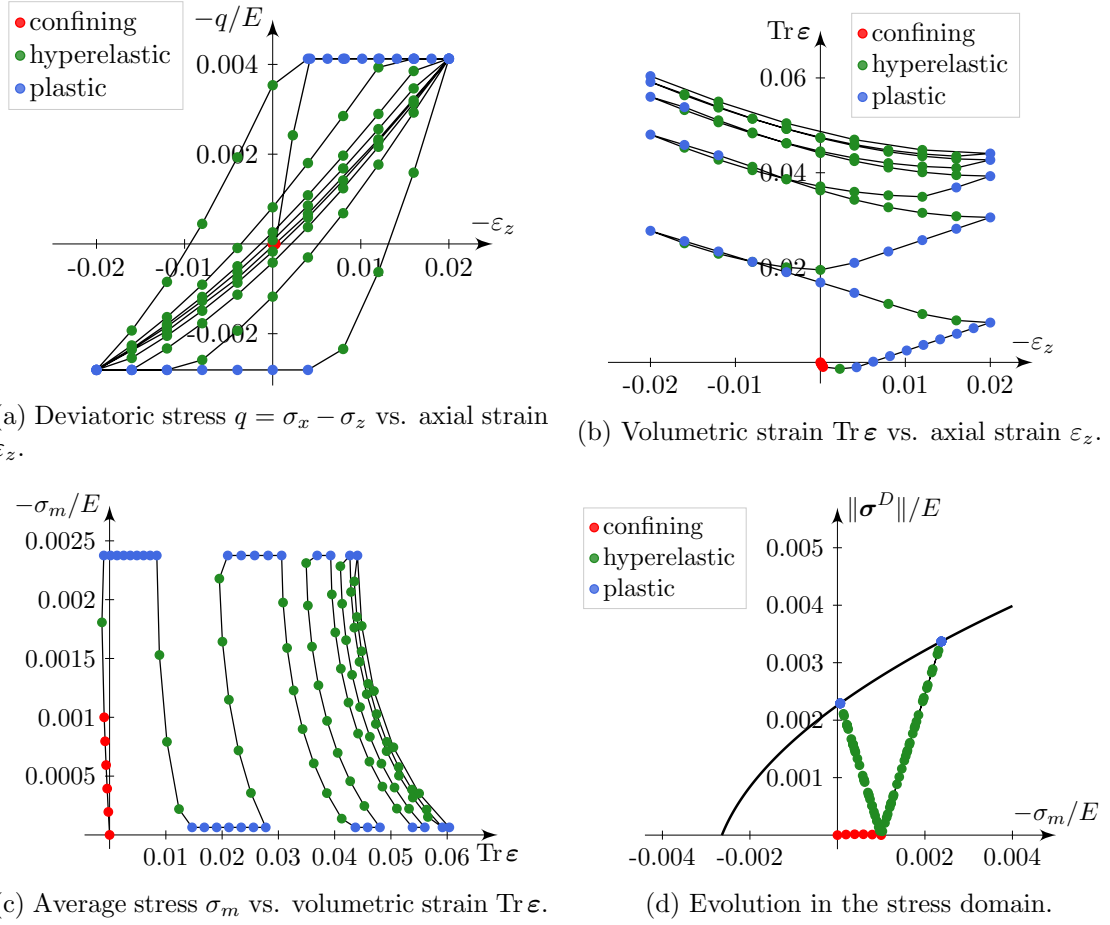 −q/E
confining
hyperelastic
plastic
0.004
0.002
−ε_z
-0.02
-0.01
0.01
0.02
-0.002
(a) Deviatoric stress q = σ_x − σ_z vs. axial strain
ε_z.
Tr ε
confining
hyperelastic
plastic
0.06
0.04
0.02
−ε_z
-0.02
-0.01
0.01
0.02
(b) Volumetric strain Tr ε vs. axial strain ε_z.
−σ_m/E
0.0025
0.002
0.0015
0.001
0.0005
0.01 0.02 0.03 0.04 0.05 0.06
Tr ε
(c) Average stress σ_m vs. volumetric strain Tr ε.
‖σ^D‖/E
confining
hyperelastic
plastic
0.005
0.004
0.003
0.002
0.001
−σ_m/E
-0.004
-0.002
0.002
0.004
(d) Evolution in the stress domain.